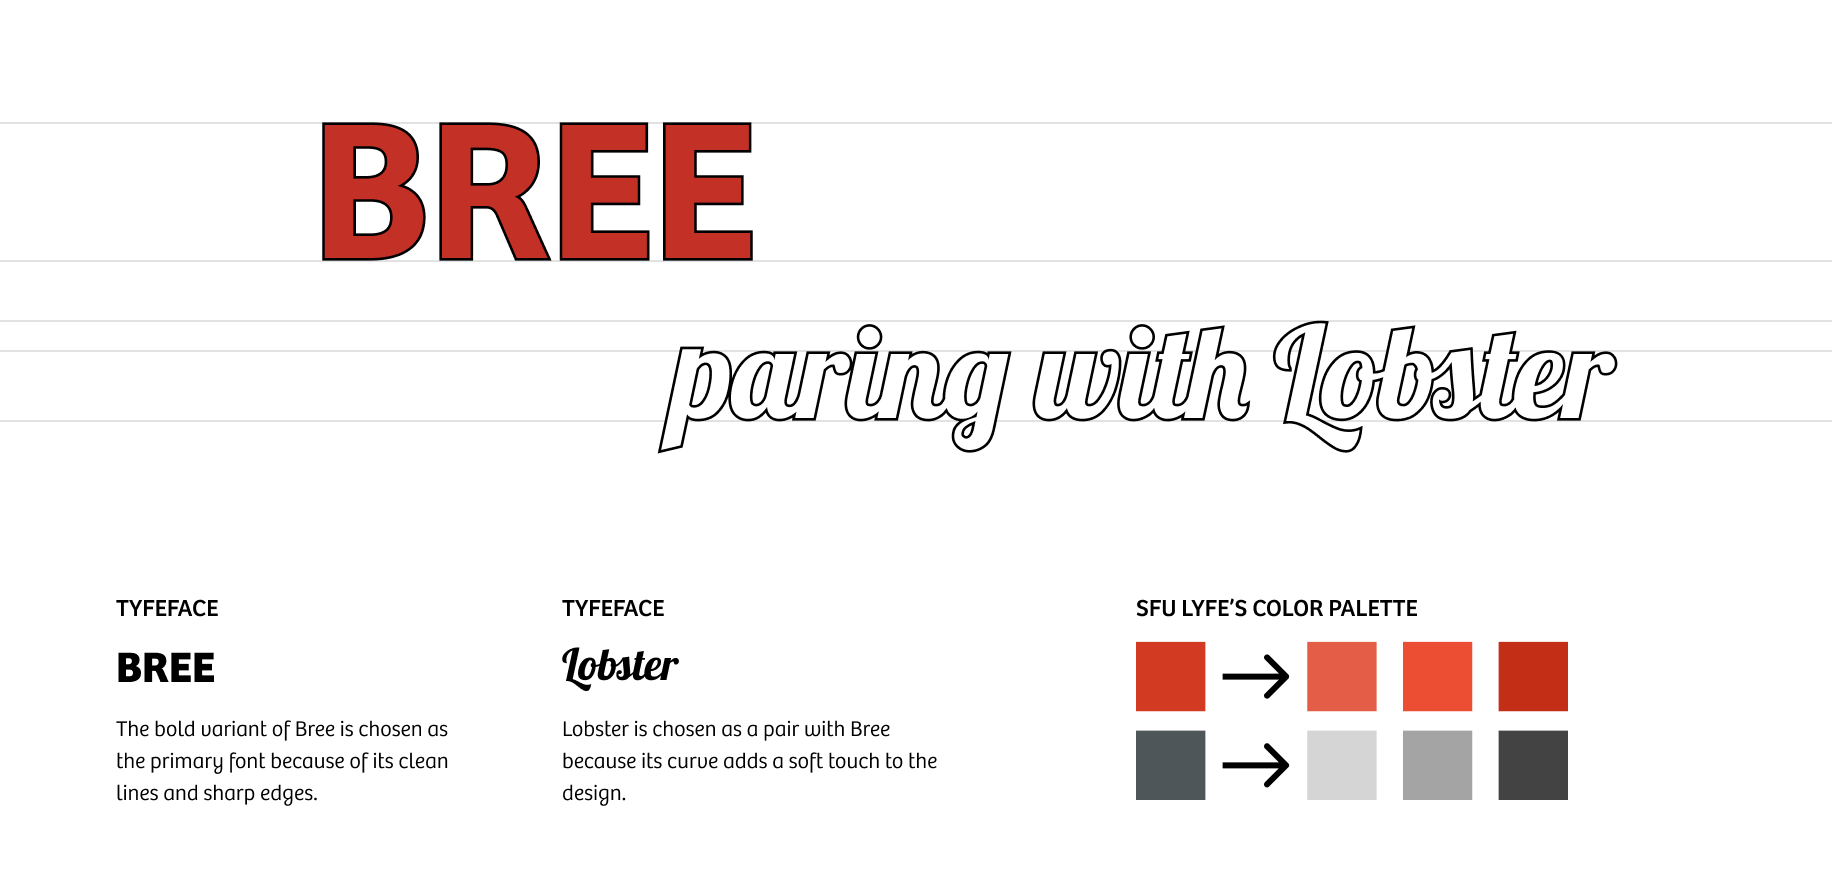 BREE
paring with Lobster
TYFEFACE
BREE
The bold variant of Bree is chosen as
the primary font because of its clean
lines and sharp edges.
TYFEFACE
Lobster
Lobster is chosen as a pair with Bree
because its curve adds a soft touch to the
design.
SFU LYFE’S COLOR PALETTE